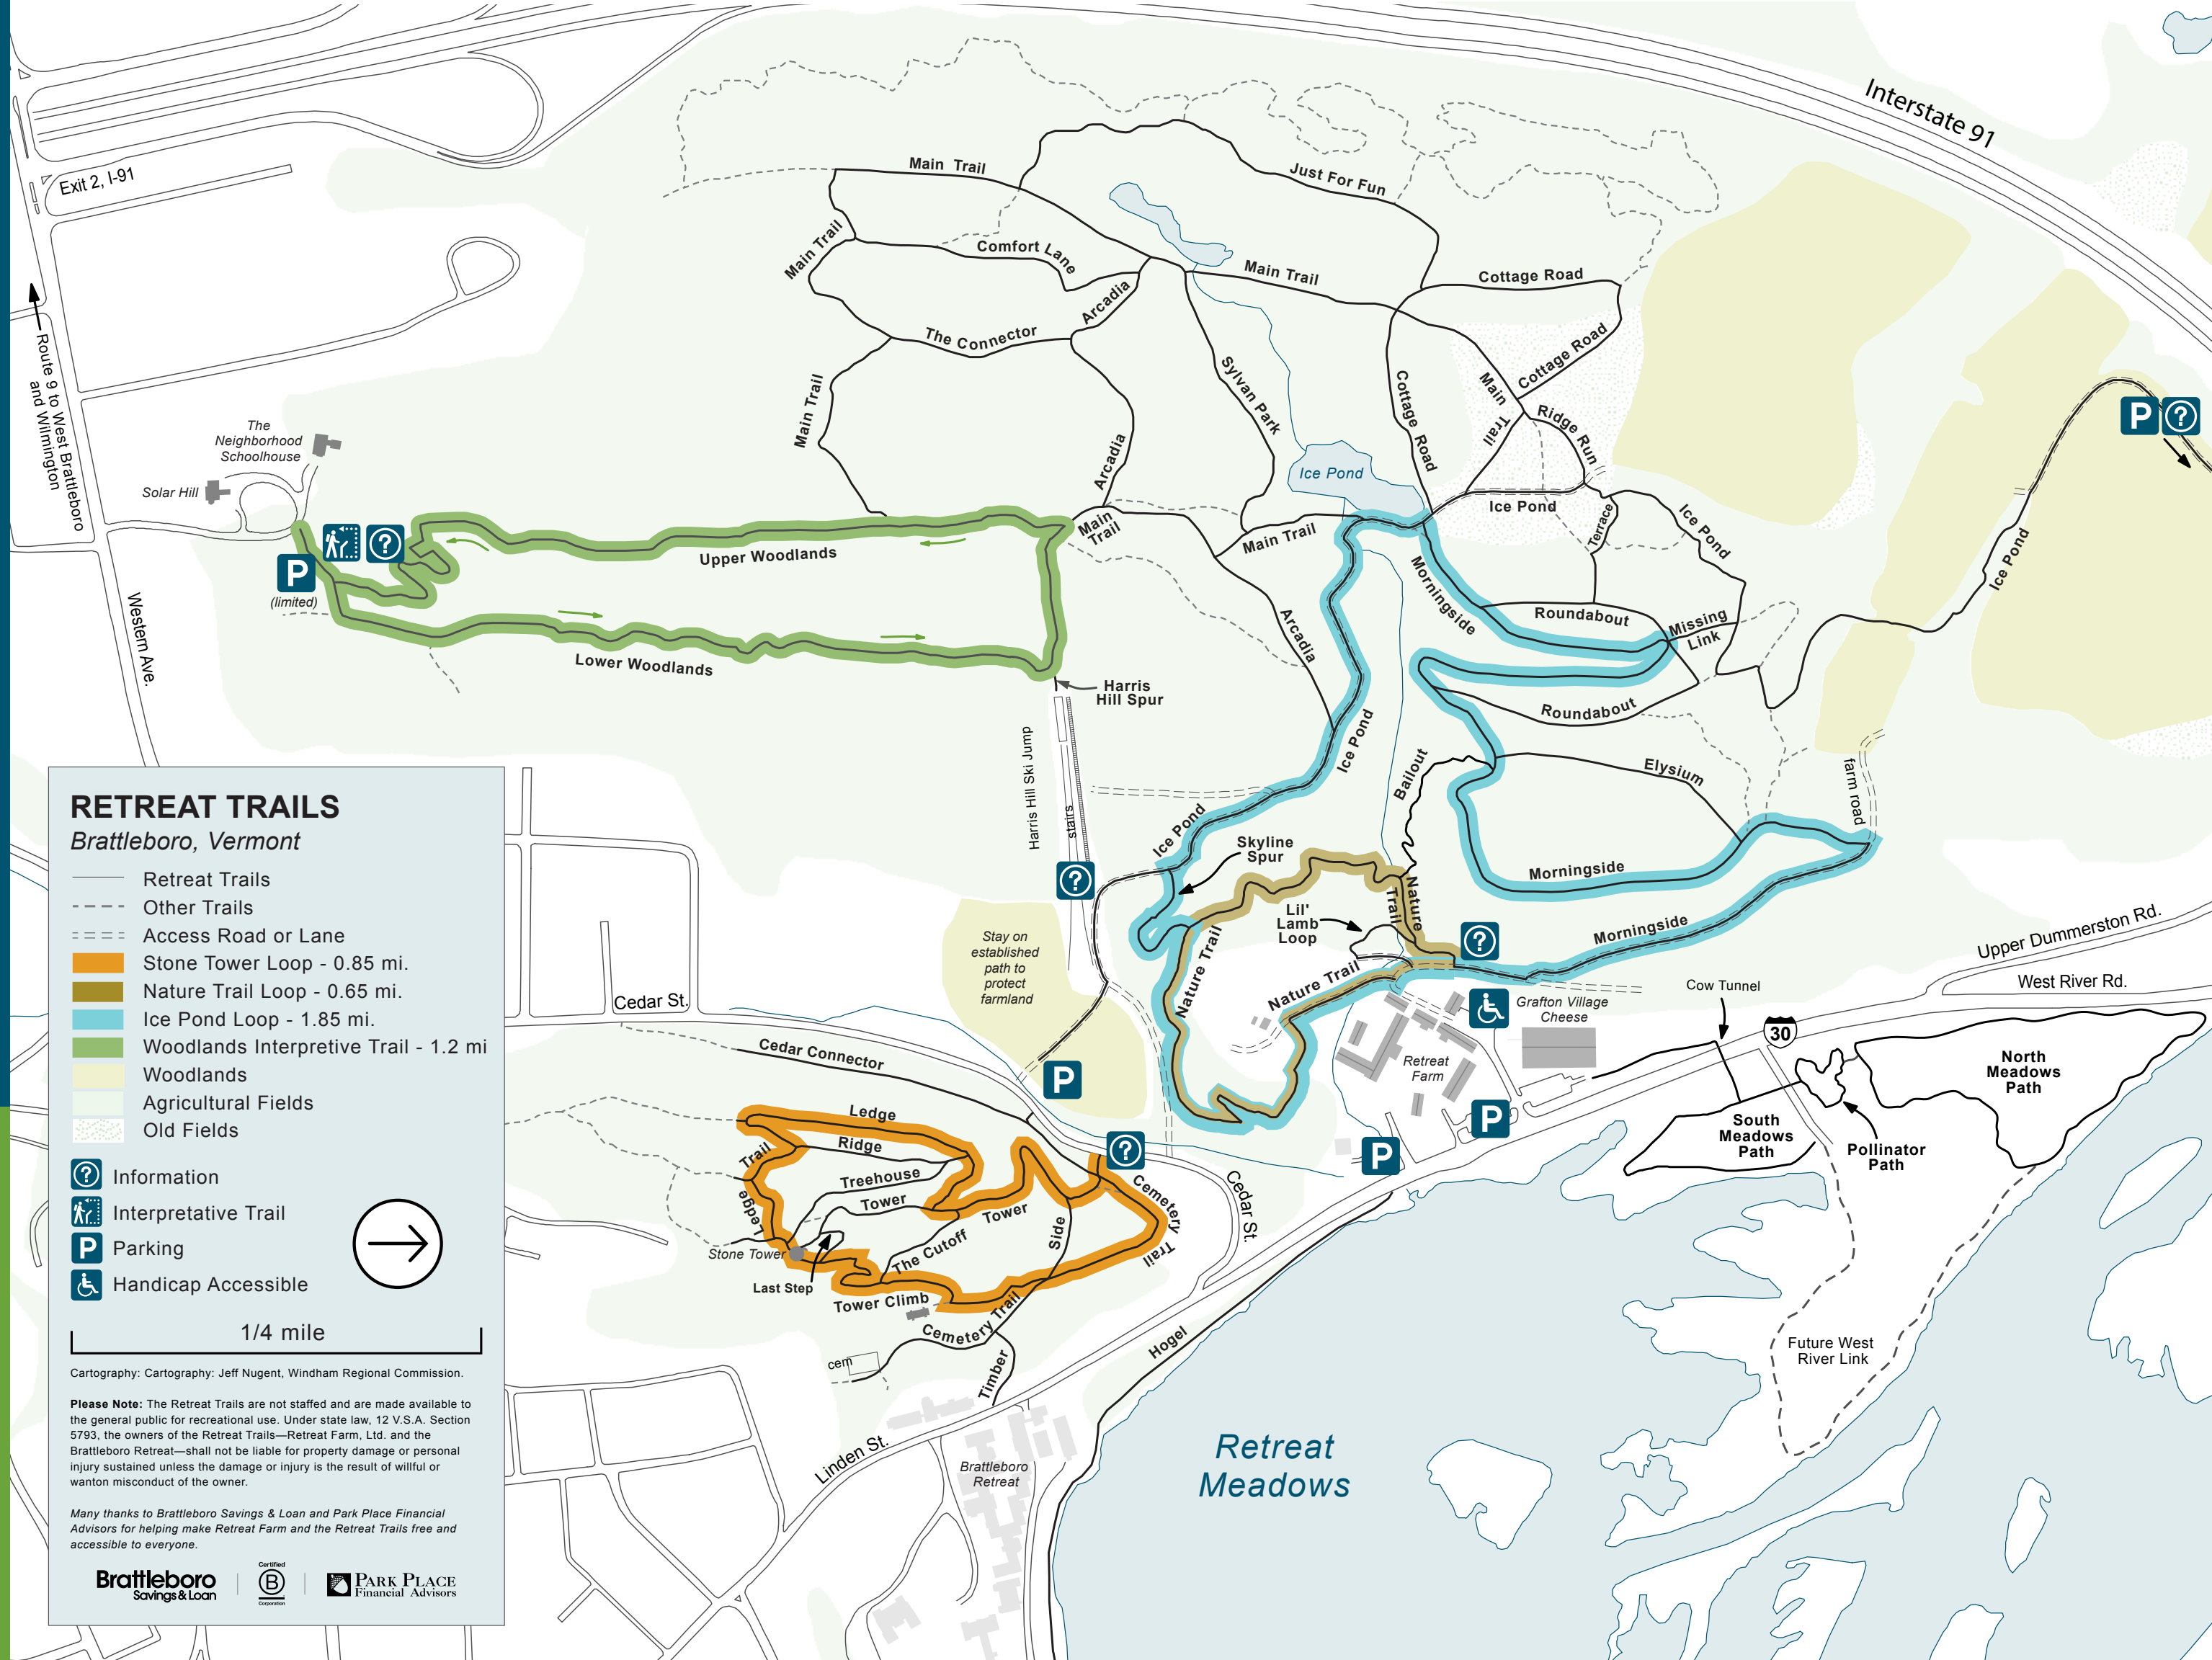 Interstate 91
Exit 2, I-91
Route 9 to West Brattleboro
and Wilmington
Main Trail
Just For Fun
Main Trail
Comfort Lane
Main Trail
Cottage Road
Arcadia
The Connector
Cottage Road
Sylvan Park
Main
Trail
Cottage Road
Ridge Run
Main Trail
Arcadia
The
Neighborhood
Schoolhouse
Solar Hill
Ice Pond
Ice Pond
Main
Trail
Main Trail
Terrace
Ice Pond
Ice Pond
P
?
?
P
(limited)
Upper Woodlands
Lower Woodlands
Western Ave.
Morningside
Roundabout
Missing
Link
Arcadia
Harris
Hill Spur
Roundabout
Ice Pond
Harris Hill Ski Jump
stairs
Bailout
Elysium
farm road
Ice Pond
Skyline
Spur
?
Morningside
Nature
Trail
Lil'
Lamb
Loop
?
Morningside
Stay on
established
path to
protect
farmland
Nature Trail
Nature Trail
Upper Dummerston Rd.
West River Rd.
Cow Tunnel
Grafton Village
Cheese
30
Cedar St.
Cedar Connector
P
Retreat
Farm
North
Meadows
Path
South
Meadows
Path
Pollinator
Path
P
P
?
Ledge
Ridge
Trail
Treehouse
Tower
Ledge
Tower
Side
Cemetery
Trail
Cedar St.
Stone Tower
The Cutoff
Last Step
Tower Climb
Cemetery Trail
cem
Timber
Hogel
Linden St.
Brattleboro
Retreat
Future West
River Link
Retreat
Meadows
RETREAT TRAILS
Brattleboro, Vermont
Retreat Trails
Other Trails
Access Road or Lane
Stone Tower Loop - 0.85 mi.
Nature Trail Loop - 0.65 mi.
Ice Pond Loop - 1.85 mi.
Woodlands Interpretive Trail - 1.2 mi
Woodlands
Agricultural Fields
Old Fields
? Information
Interpretative Trail
P Parking
Handicap Accessible
1/4 mile
Cartography: Cartography: Jeff Nugent, Windham Regional Commission.
Please Note: The Retreat Trails are not staffed and are made available to
the general public for recreational use. Under state law, 12 V.S.A. Section
5793, the owners of the Retreat Trails—Retreat Farm, Ltd. and the
Brattleboro Retreat—shall not be liable for property damage or personal
injury sustained unless the damage or injury is the result of willful or
wanton misconduct of the owner.
Many thanks to Brattleboro Savings & Loan and Park Place Financial
Advisors for helping make Retreat Farm and the Retreat Trails free and
accessible to everyone.
Brattleboro
Savings & Loan
Certified
B
Corporation
PARK PLACE
Financial Advisors